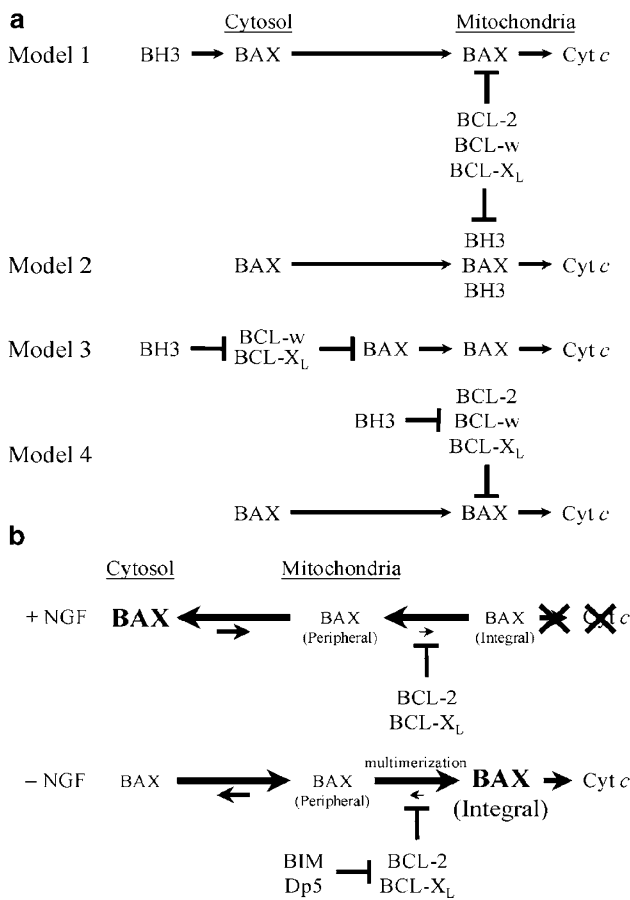 a
Cytosol Mitochondria
Model 1 BH3 BAX BAX Cyt c
BCL-2
BCL-w
BCL-XL
BH3
Model 2 BAX BAX Cyt c
BH3
Model 3 BH3 BCL-w BAX BAX Cyt c
BCL-XL
BCL-2
BH3 BCL-w
BCL-XL
Model 4
BAX BAX Cyt c
b
Cytosol Mitochondria
+ NGF BAX BAX BAX Cyt c
(Peripheral) (Integral)
BCL-2
BCL-XL
multimerization
− NGF BAX BAX BAX Cyt c
(Peripheral) (Integral)
BIM BCL-2
Dp5 BCL-XL